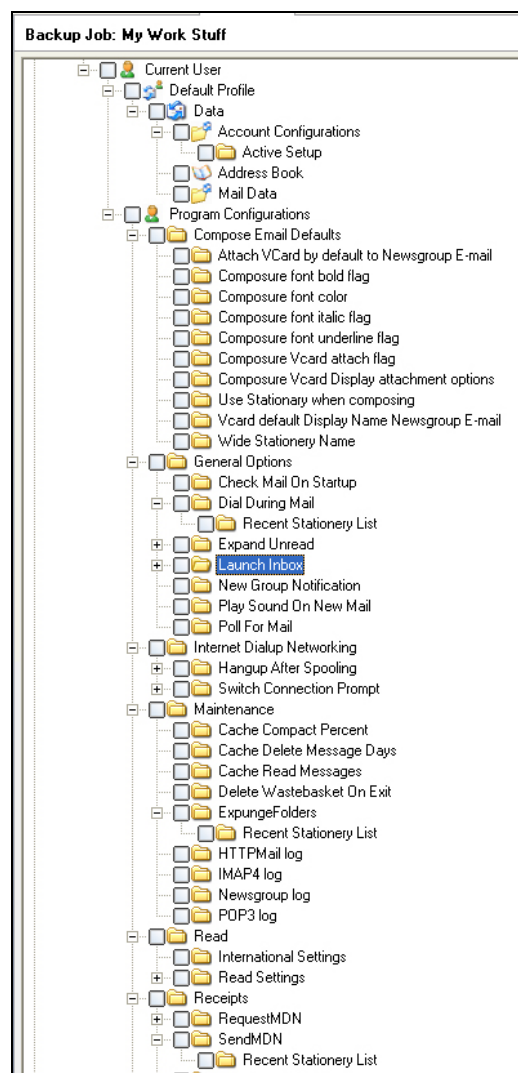 Backup Job: My Work Stuff
Current User
Default Profile
Data
Account Configurations
Active Setup
Address Book
Mail Data
Program Configurations
Compose Email Defaults
Attach VCard by default to Newsgroup E-mail
Composure font bold flag
Composure font color
Composure font italic flag
Composure font underline flag
Composure Vcard attach flag
Composure Vcard Display attachment options
Use Stationary when composing
Vcard default Display Name Newsgroup E-mail
Wide Stationery Name
General Options
Check Mail On Startup
Dial During Mail
Recent Stationery List
Expand Unread
Launch Inbox
New Group Notification
Play Sound On New Mail
Poll For Mail
Internet Dialup Networking
Hangup After Spooling
Switch Connection Prompt
Maintenance
Cache Compact Percent
Cache Delete Message Days
Cache Read Messages
Delete Wastebasket On Exit
ExpungeFolders
Recent Stationery List
HTTPMail log
IMAP4 log
Newsgroup log
POP3 log
Read
International Settings
Read Settings
Receipts
RequestMDN
SendMDN
Recent Stationery List